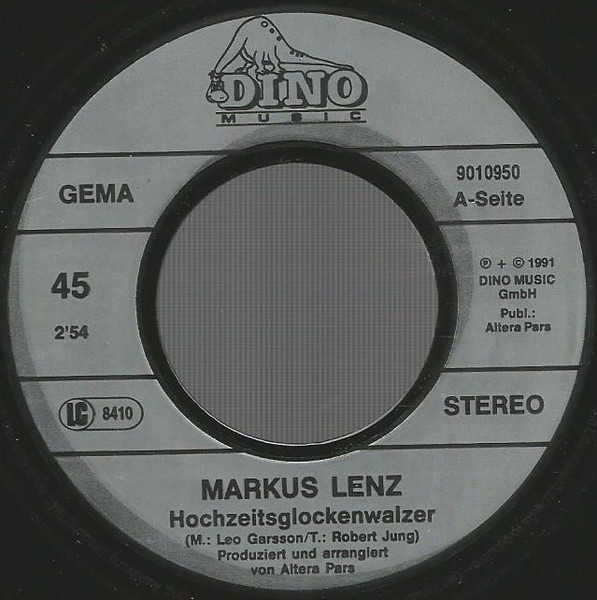 DINO
MUSIC
GEMA
9010950
A-Seite
45
2'54
℗ + © 1991
DINO MUSIC
GmbH
Publ.:
Altera Pars
LC 8410
STEREO
MARKUS LENZ
Hochzeitsglockenwalzer
(M.: Leo Garsson/T.: Robert Jung)
Produziert und arrangiert
von Altera Pars